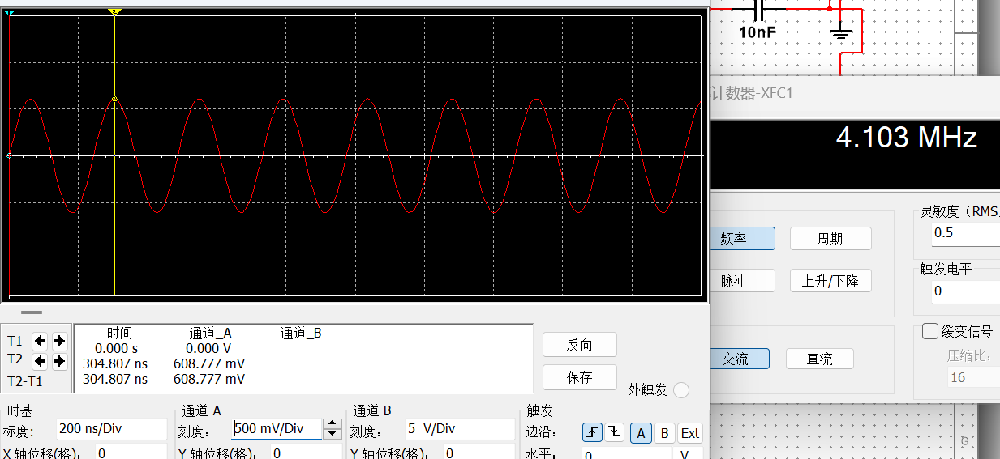 1
2
10nF
计数器-XFC1
4.103 MHz
灵敏度（RMS）
频率
周期
0.5
触发电平
脉冲
上升/下降
0
时间 通道_A 通道_B
T1 0.000 s 0.000 V
T2 304.807 ns 608.777 mV
T2-T1 304.807 ns 608.777 mV
反向
保存
外触发
缓变信号
交流
直流
压缩比：
16
时基 通道 A 通道 B 触发
标度： 200 ns/Div 刻度： 500 mV/Div 刻度： 5 V/Div 边沿： A B Ext
X 轴位移(格)： 0 Y 轴位移(格)： 0 Y 轴位移(格)： 0 水平： 0 V
G